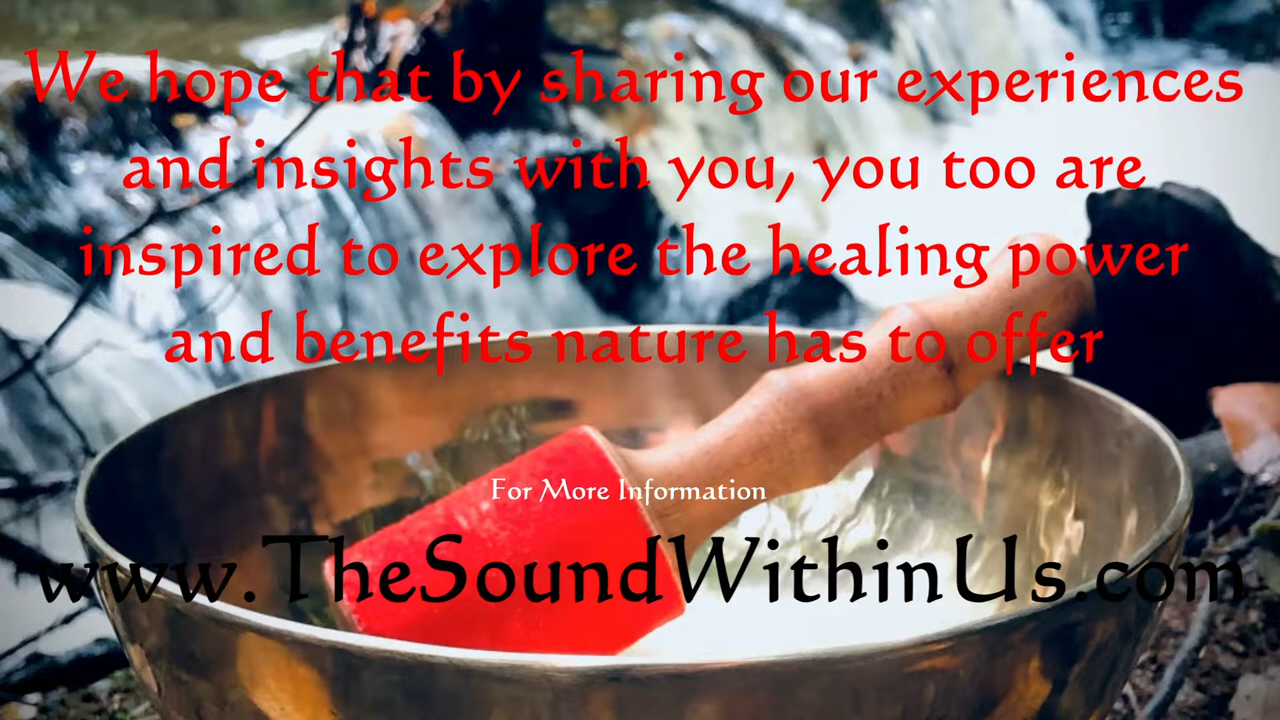 We hope that by sharing our experiences
and insights with you, you too are
inspired to explore the healing power
and benefits nature has to offer
For More Information
www.TheSoundWithinUs.com